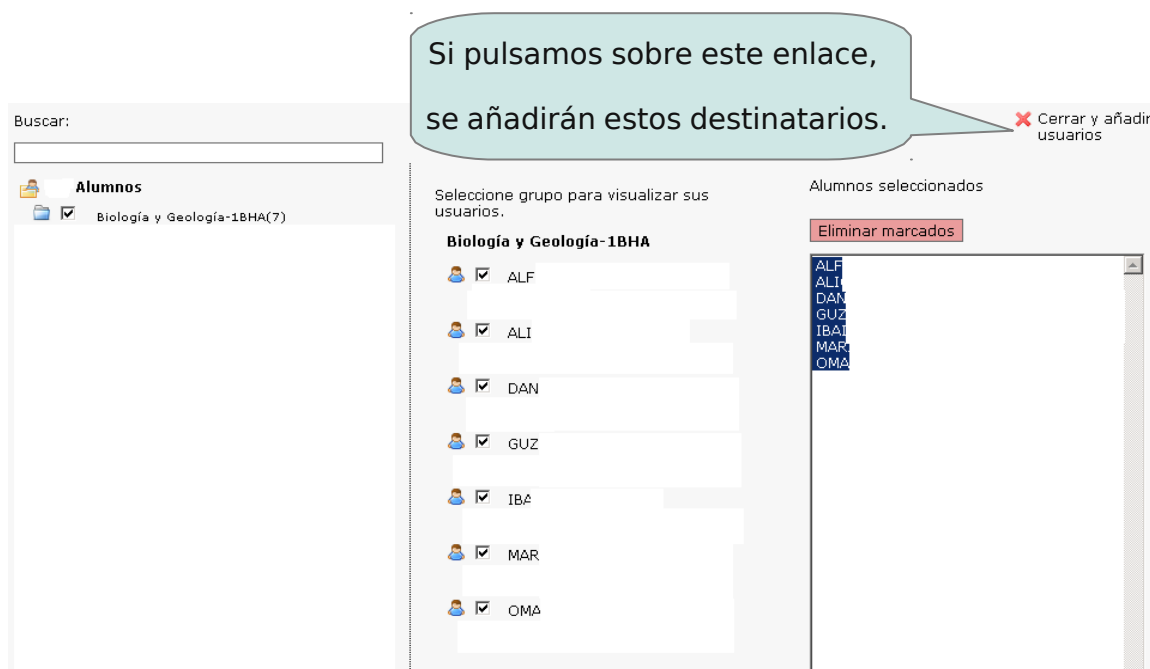 Si pulsamos sobre este enlace,
se añadirán estos destinatarios.
Buscar:
Cerrar y añadir
usuarios
Alumnos
Biología y Geología-1BHA(7)
Seleccione grupo para visualizar sus
usuarios.
Biología y Geología-1BHA
ALF
ALI
DAN
GUZ
IBA
MAR
OMA
Alumnos seleccionados
Eliminar marcados
ALF
ALI
DAN
GUZ
IBAI
MAR
OMA